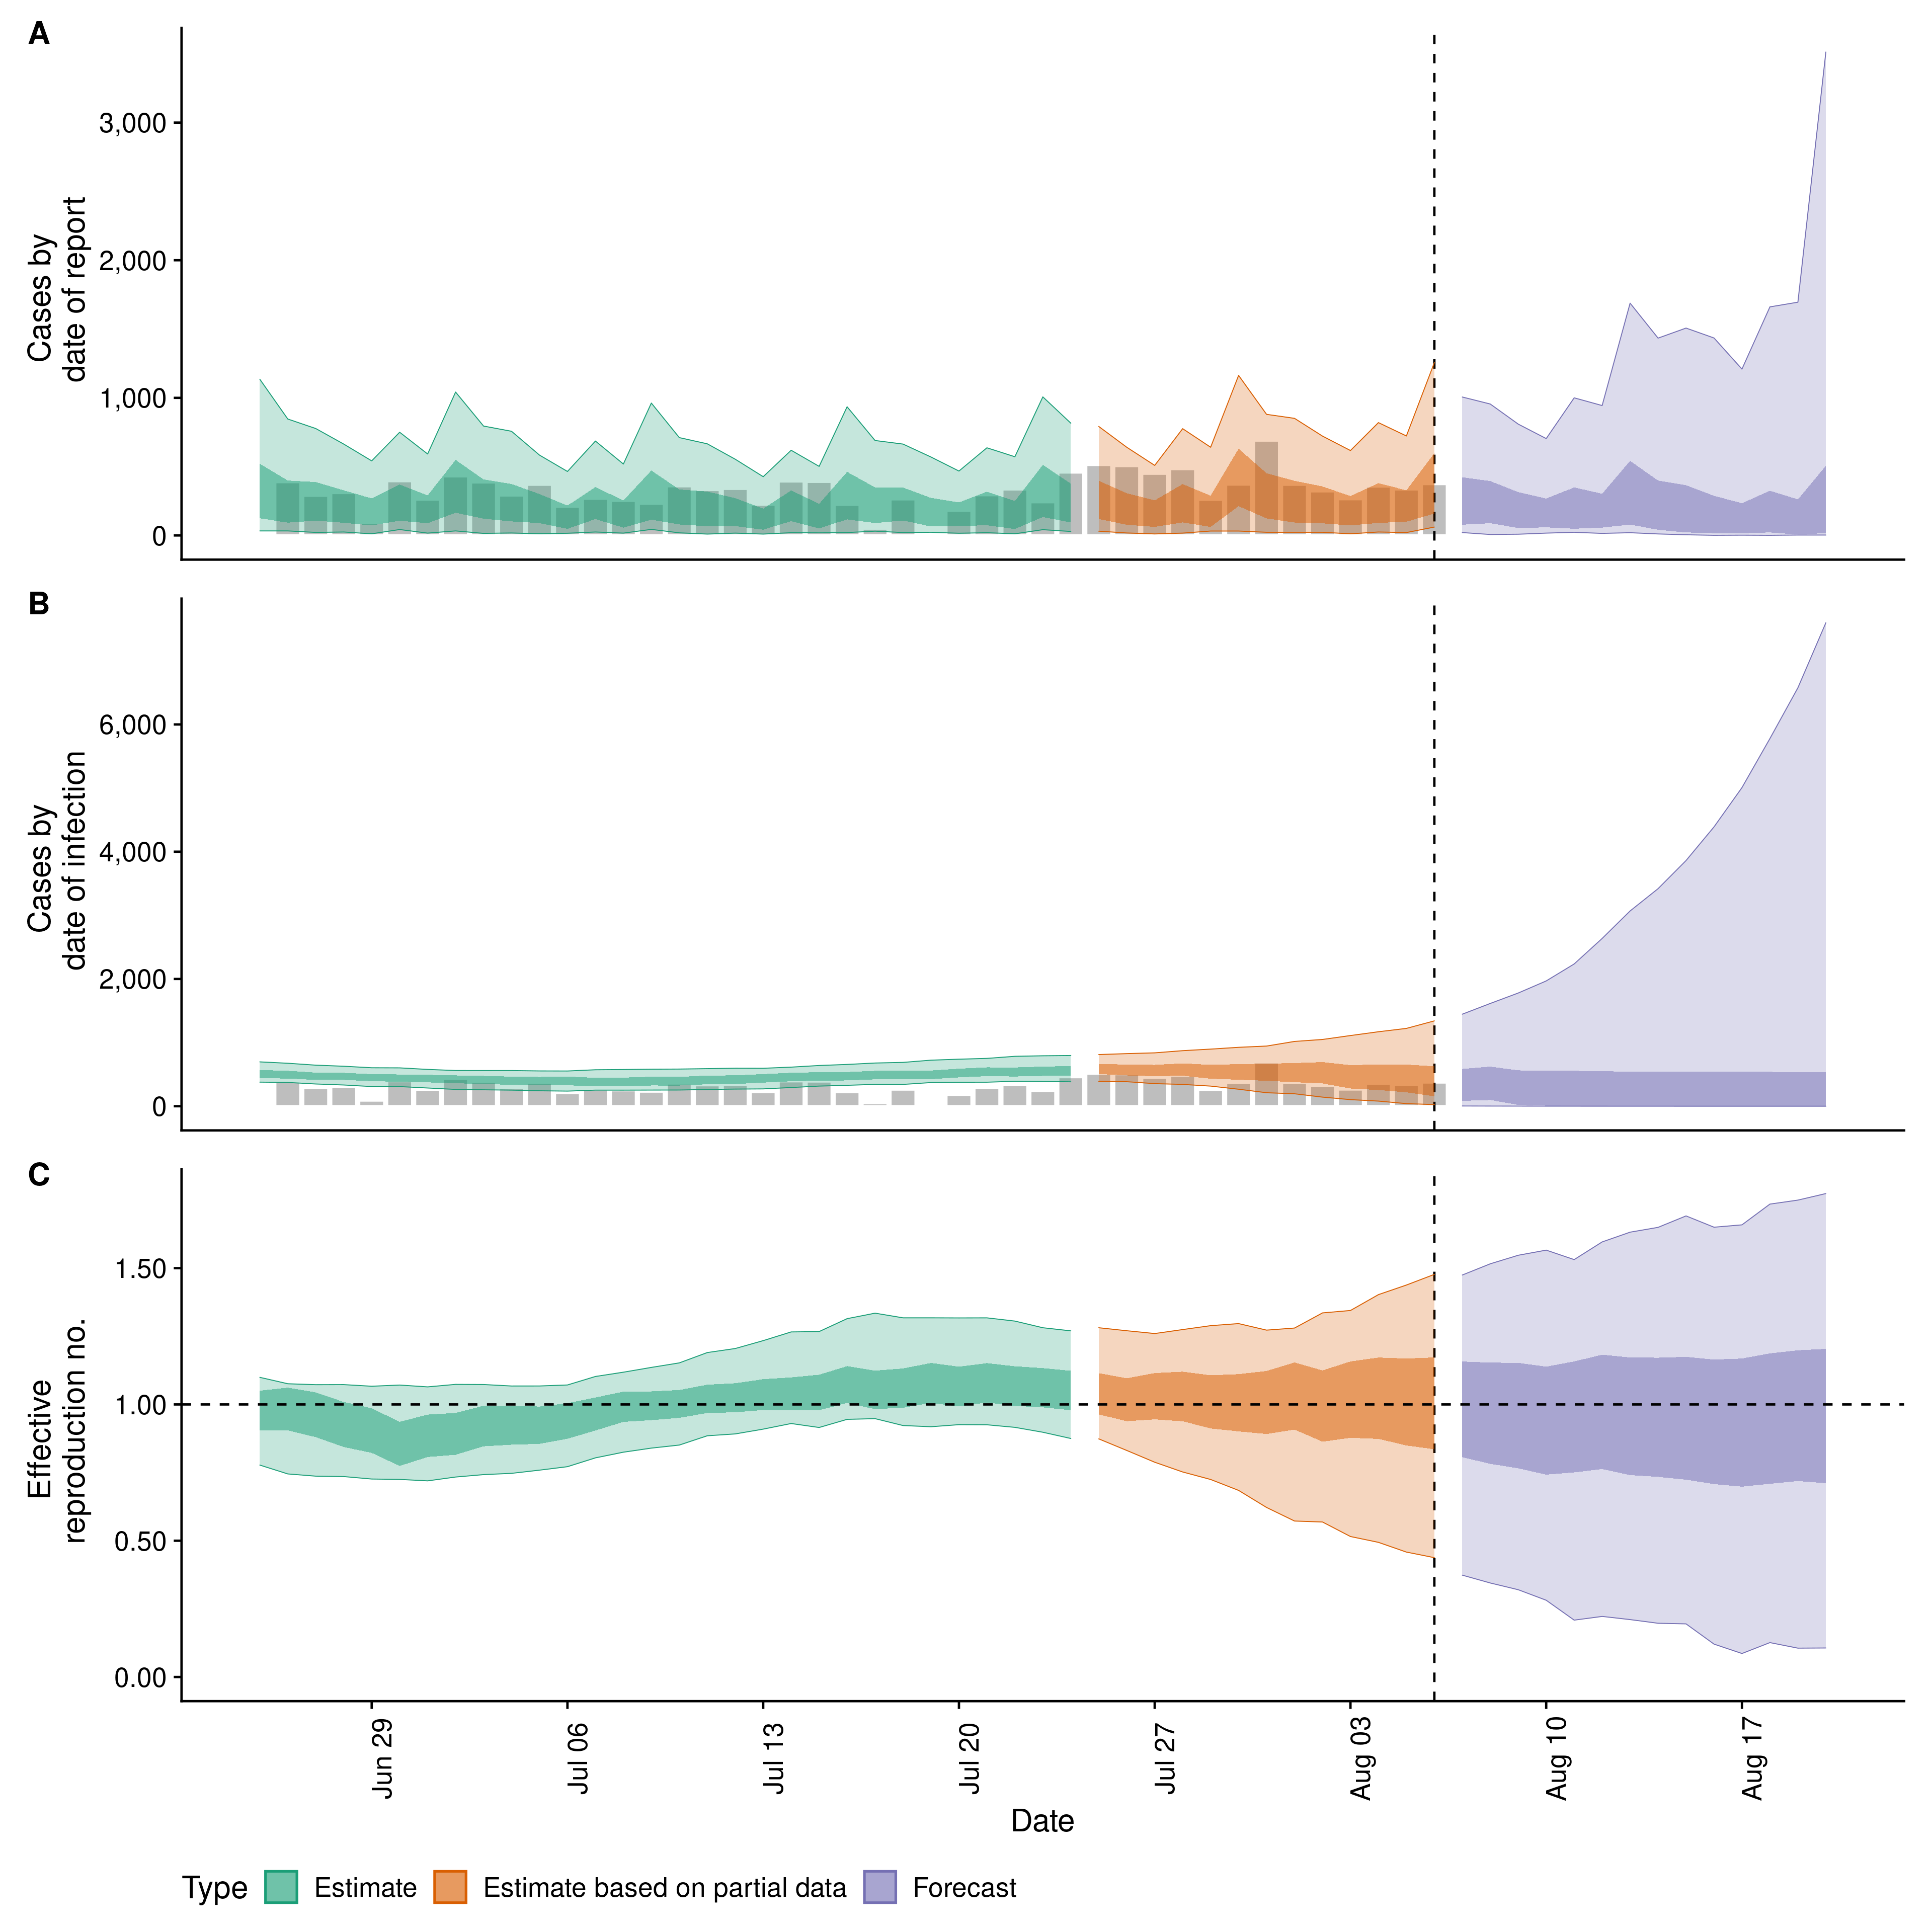 A
Cases by
date of report
3,000
2,000
1,000
0
B
Cases by
date of infection
6,000
4,000
2,000
0
C
Effective
reproduction no.
1.50
1.00
0.50
0.00
Jun 29
Jul 06
Jul 13
Jul 20
Jul 27
Aug 03
Aug 10
Aug 17
Date
Type Estimate Estimate based on partial data Forecast